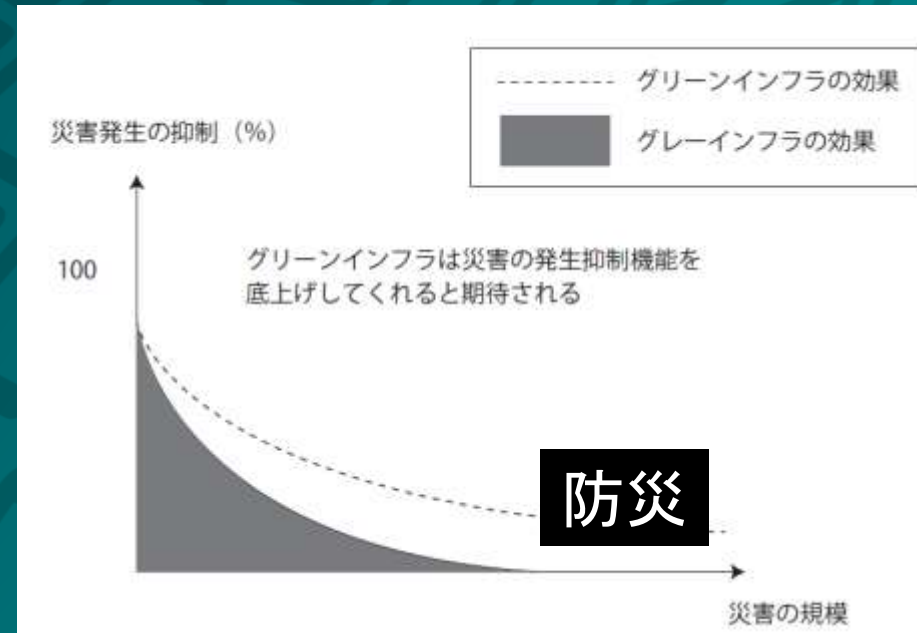 グリーンインフラの効果
グレーインフラの効果
災害発生の抑制（%）
100
グリーンインフラは災害の発生抑制機能を
底上げしてくれると期待される
防災
災害の規模